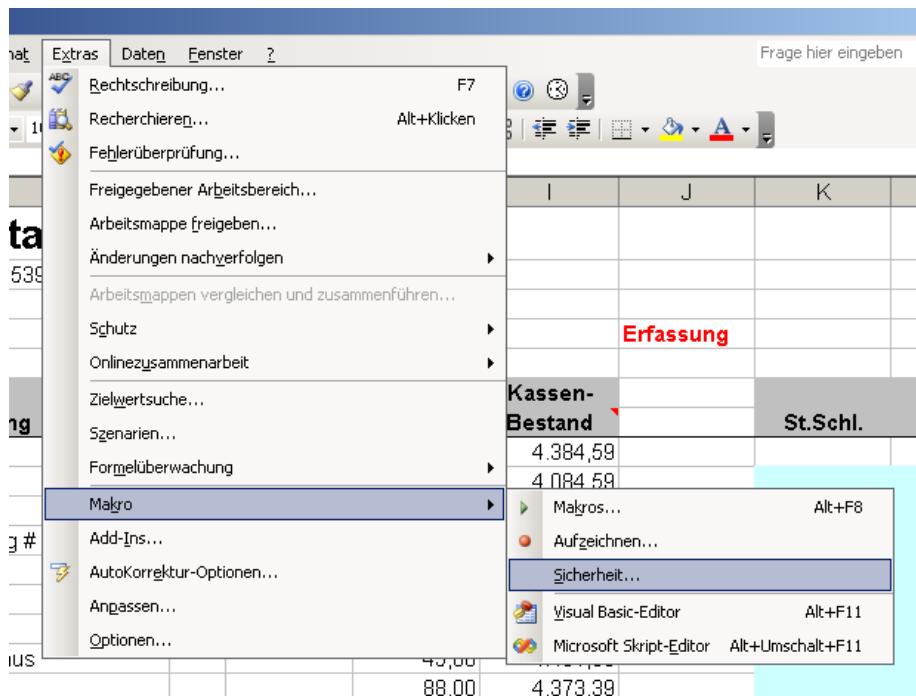 Extras Daten Fenster ?
Frage hier eingeben
Rechtschreibung... F7
Recherchieren... Alt+Klicken
Fehlerüberprüfung...
Freigegebener Arbeitsbereich...
Arbeitsmappe freigeben...
Änderungen nachverfolgen
Arbeitsmappen vergleichen und zusammenführen...
Schutz
Onlinezusammenarbeit
Zielwertsuche...
Szenarien...
Formelüberwachung
Makro
Add-Ins...
AutoKorrektur-Optionen...
Anpassen...
Optionen...
Makros... Alt+F8
Aufzeichnen...
Sicherheit...
Visual Basic-Editor Alt+F11
Microsoft Skript-Editor Alt+Umschalt+F11
I J K
ta
539
Erfassung
Kassen-
ng Bestand St.Schl.
4.384,59
4.084,59
g #
us
88,00 4.373,39